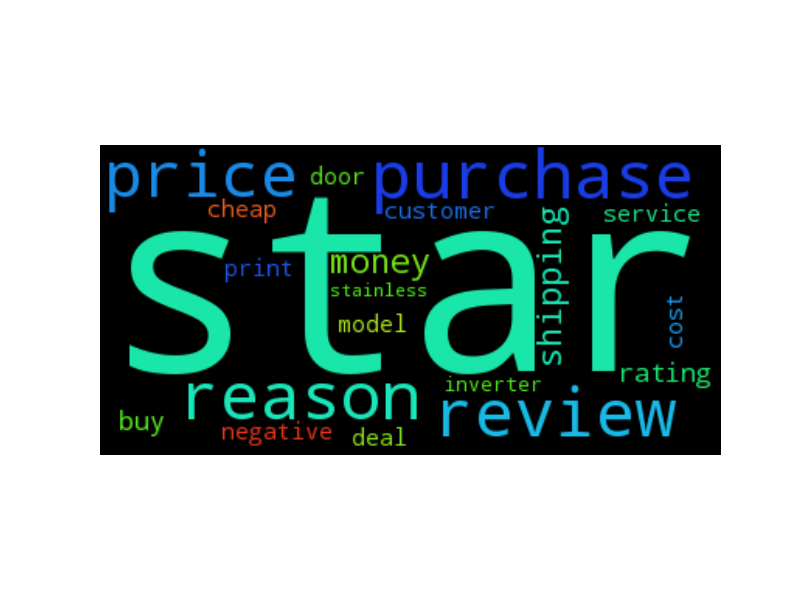 price
door
purchase
cheap
customer
shipping
service
star
print
money
stainless
model
cost
rating
reason
inverter
review
buy
negative
deal